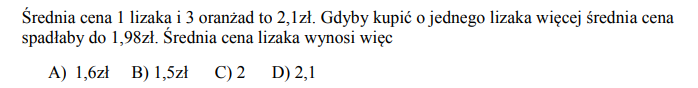 Średnia cena 1 lizaka i 3 oranżad to 2,1zł. Gdyby kupić o jednego lizaka więcej średnia cena
spadłaby do 1,98zł. Średnia cena lizaka wynosi więc
A) 1,6zł B) 1,5zł C) 2 D) 2,1